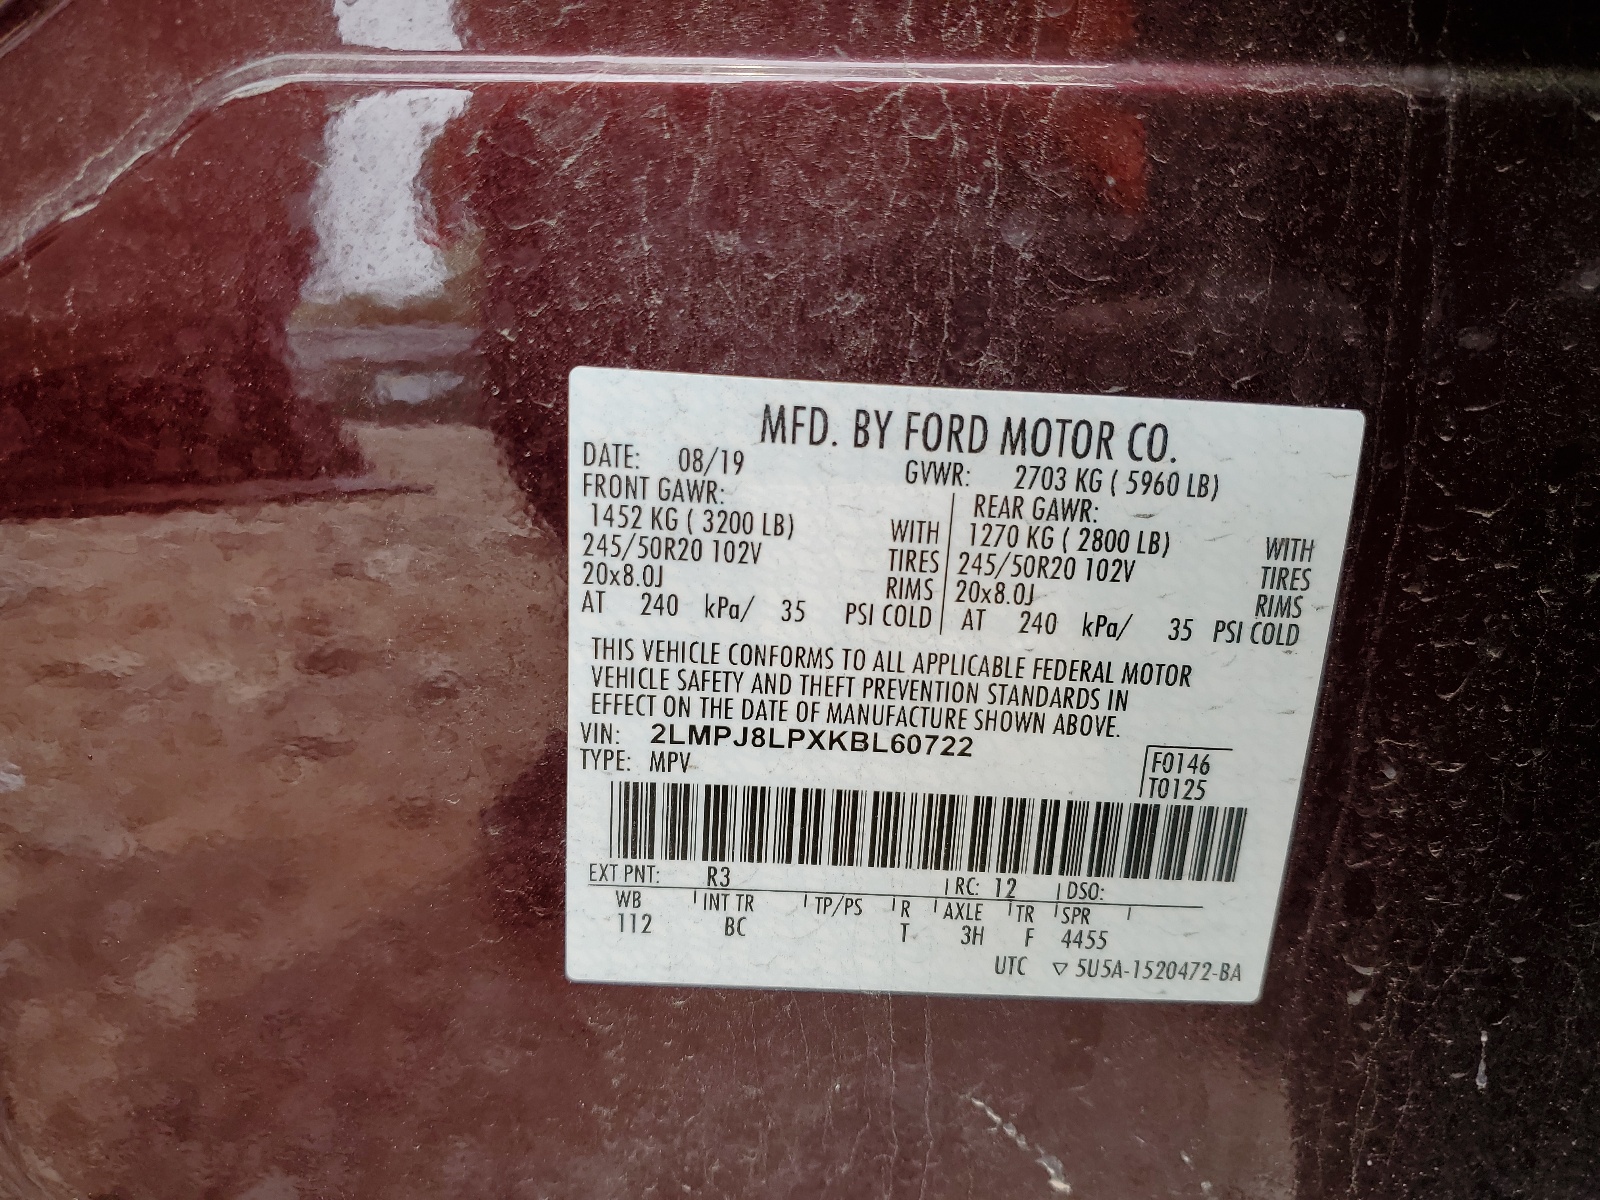 MFD. BY FORD MOTOR CO.
DATE: 08/19 GVWR: 2703 KG ( 5960 LB)
FRONT GAWR: REAR GAWR:
1452 KG ( 3200 LB) WITH 1270 KG ( 2800 LB) WITH
245/50R20 102V TIRES 245/50R20 102V TIRES
20x8.0J RIMS 20x8.0J RIMS
AT 240 kPa/ 35 PSI COLD AT 240 kPa/ 35 PSI COLD
THIS VEHICLE CONFORMS TO ALL APPLICABLE FEDERAL MOTOR
VEHICLE SAFETY AND THEFT PREVENTION STANDARDS IN
EFFECT ON THE DATE OF MANUFACTURE SHOWN ABOVE.
VIN: 2LMPJ8LPXKBL60722
TYPE: MPV F0146
T0125
EXT PNT: R3 RC: 12 DSO:
WB INT TR TP/PS R AXLE TR SPR
112 BC T 3H F 4455
UTC ▽ 5U5A-1520472-BA